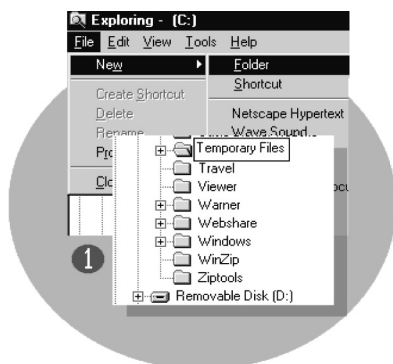 Exploring - (C:)
File Edit View Tools Help
New
Folder
Shortcut
Create Shortcut
Delete
Netscape Hypertext
Rename
Wave Sound
Temporary Files
Travel
Viewer
Warner
Webshare
Windows
WinZip
Ziptools
Removable Disk (D:)
1